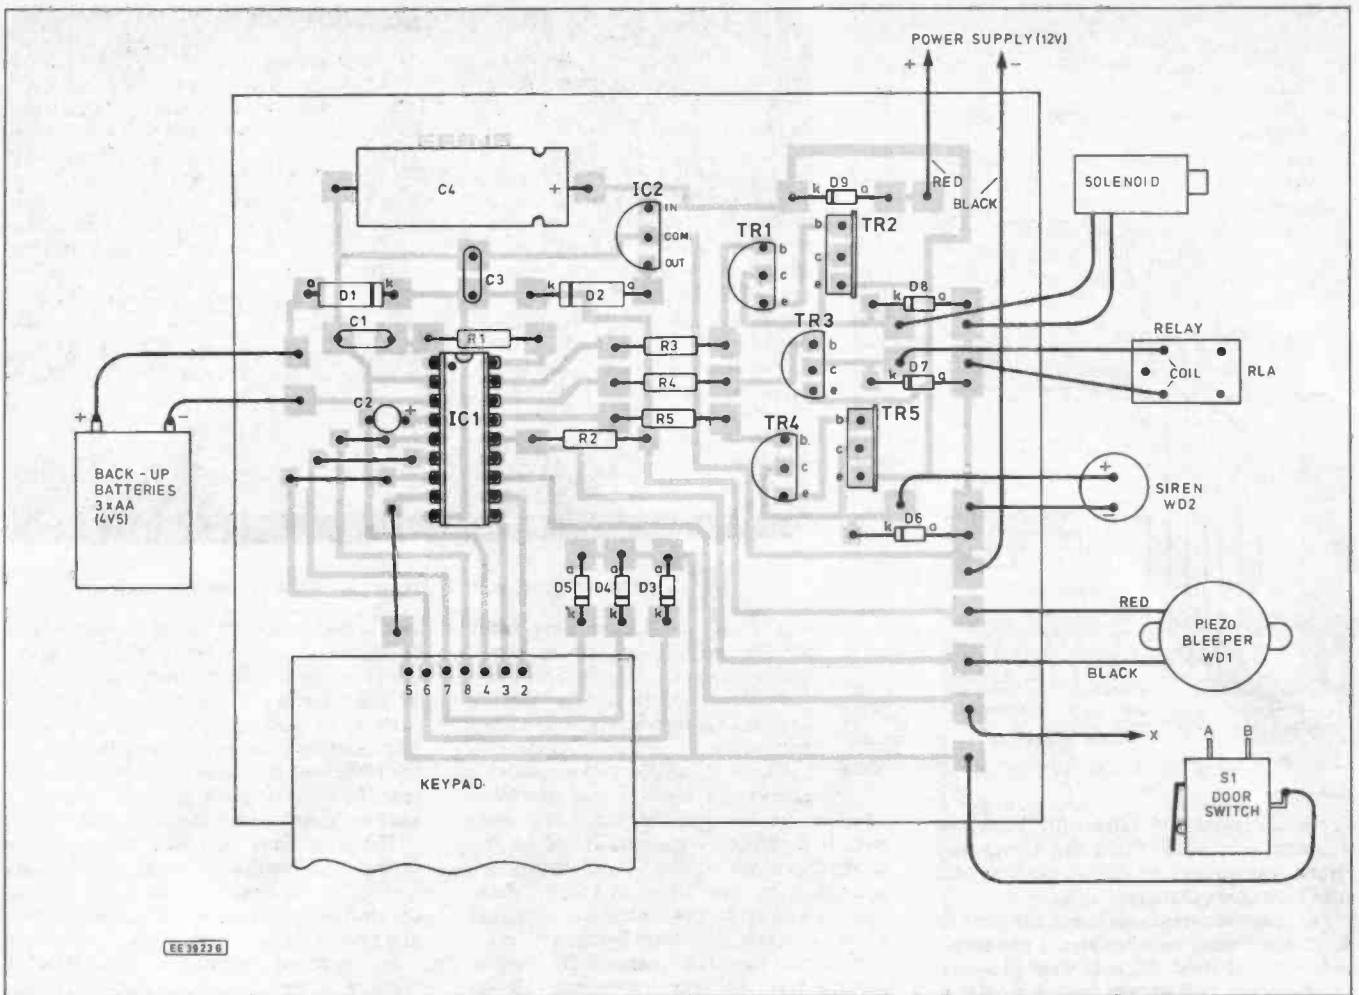 POWER SUPPLY (12V)
+ -
RED
BLACK
SOLENOID
C4 +
IC2
IN
COM
OUT
k D9 a
TR1
b
c
e
TR2
b
c
e
C3
a D1 k
k D2 a
k D8 a
C1
R1
R3
TR3
b
c
e
RELAY
COIL
RLA
R4
k D7 a
C2 +
IC1
R5
R2
TR4
b
c
e
TR5
b
c
e
+ -
BACK-UP
BATTERIES
3 x AA
(4V5)
+
-
SIREN
WD2
k D6 a
a a a
D5 D4 D3
k k k
RED
PIEZO
BLEEPER
WD1
BLACK
5 6 7 8 4 3 2
X
A B
S1
DOOR
SWITCH
KEYPAD
EE3923G